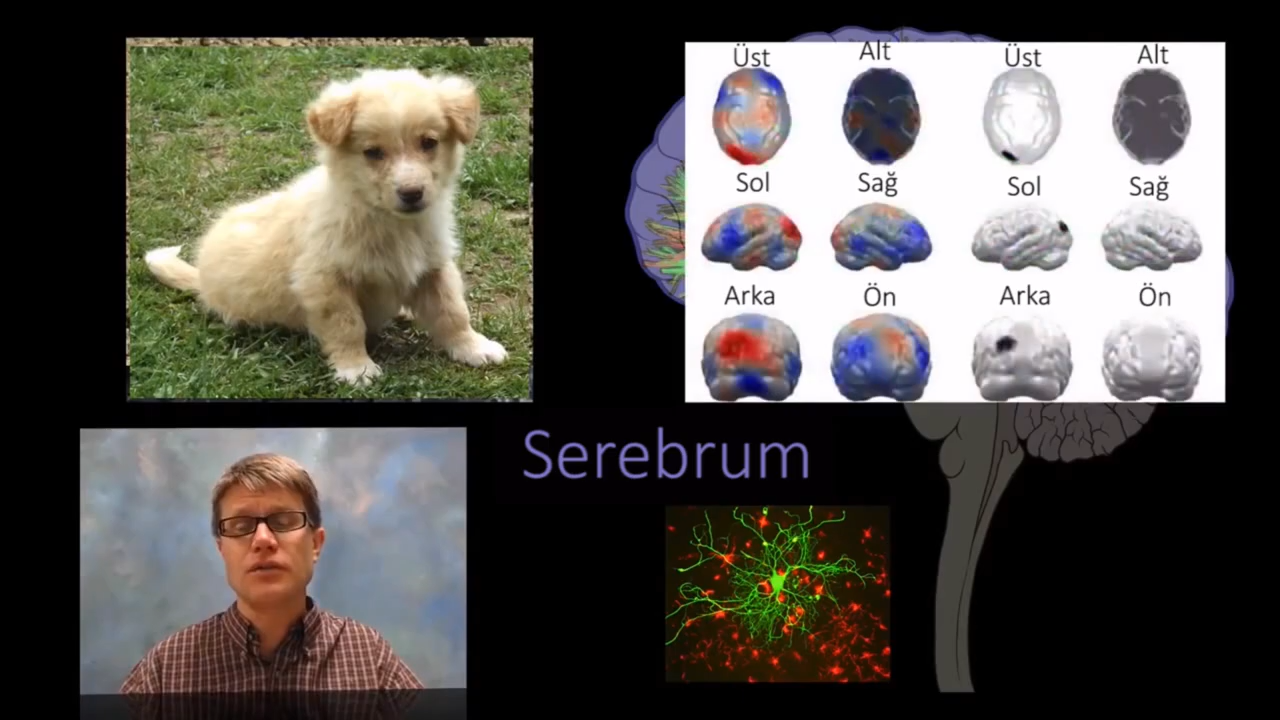 Üst Alt Üst Alt
Sol Sağ Sol Sağ
Arka Ön Arka Ön
Serebrum